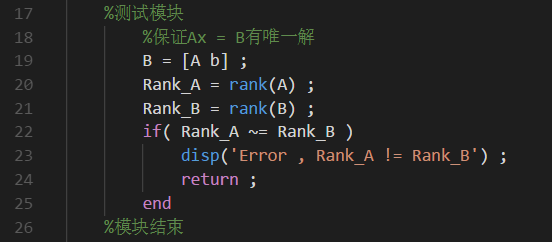 17 %测试模块
18 %保证Ax = B有唯一解
19 B = [A b] ;
20 Rank_A = rank(A) ;
21 Rank_B = rank(B) ;
22 if( Rank_A ~= Rank_B )
23 disp('Error , Rank_A != Rank_B') ;
24 return ;
25 end
26 %模块结束